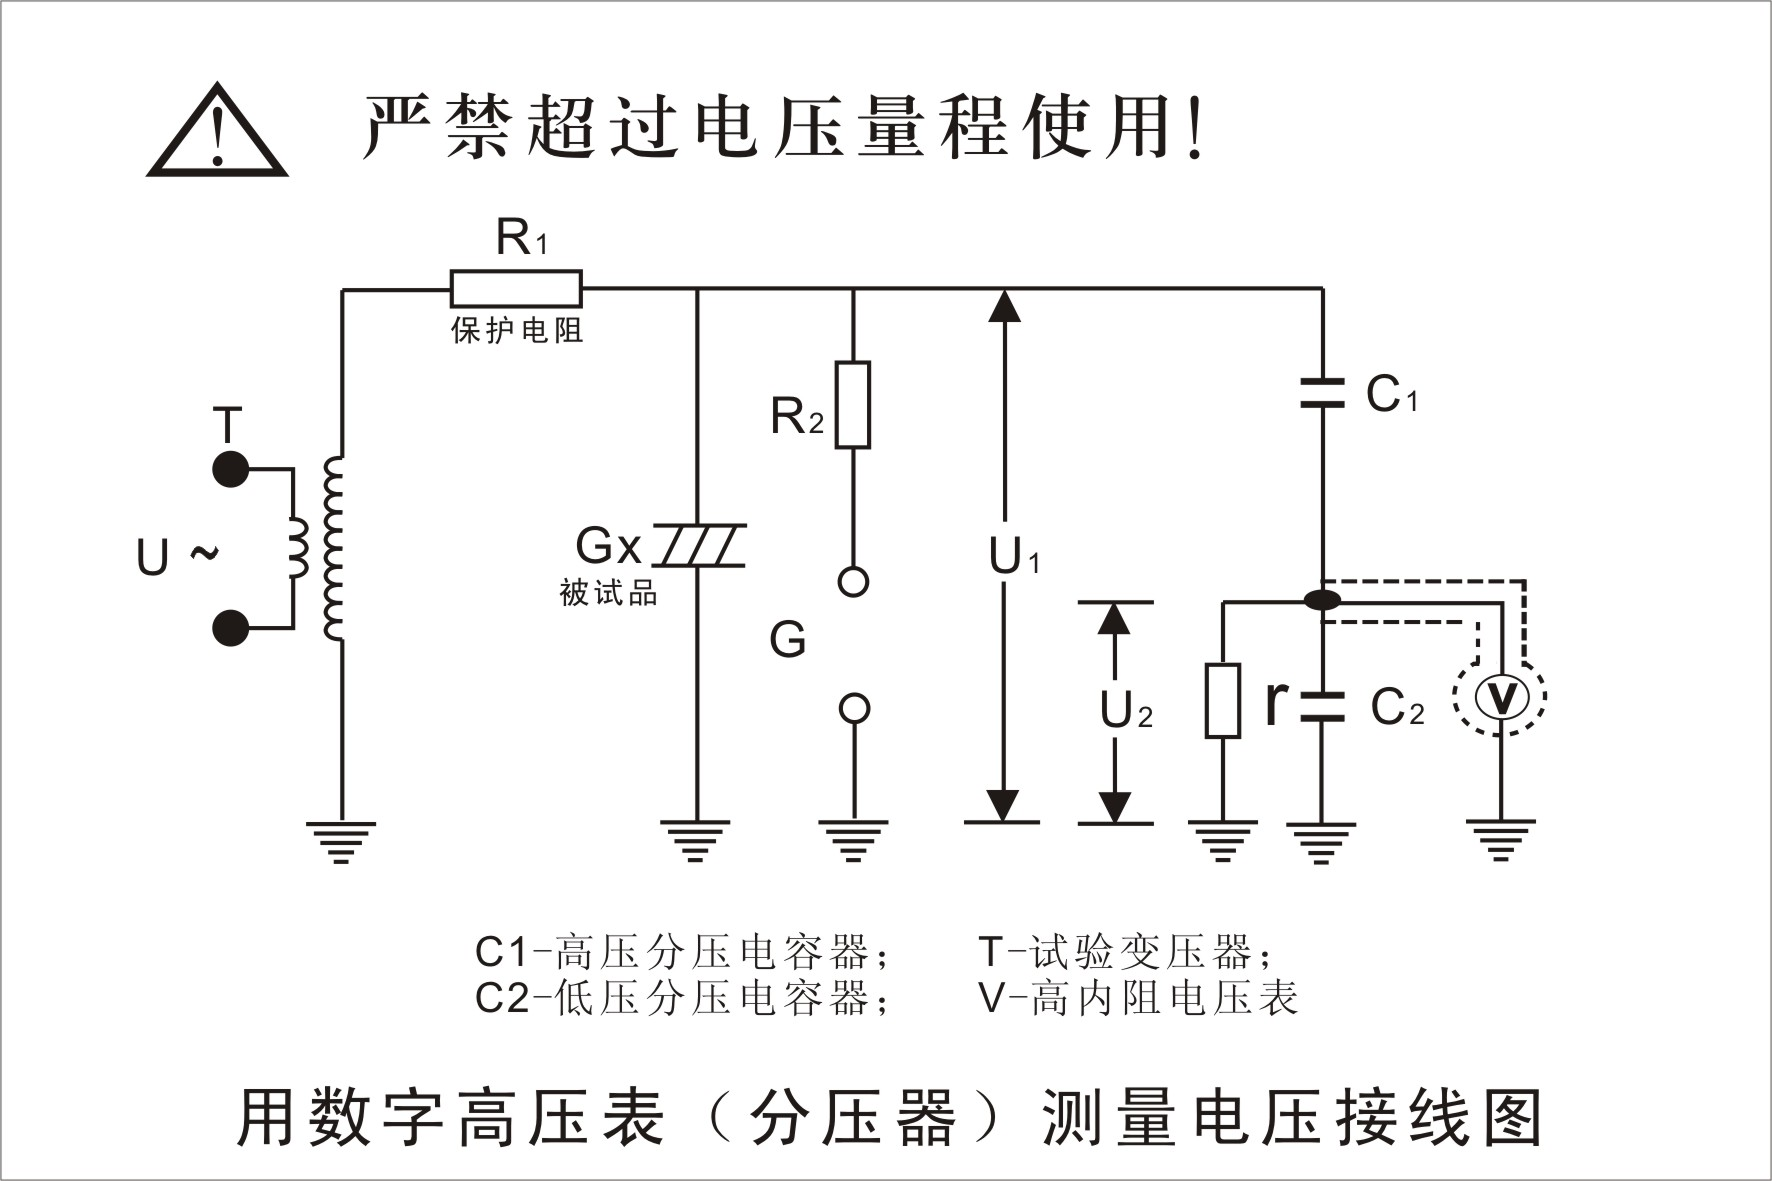 严禁超过电压量程使用!
R1
保护电阻
T
U ~
R2
C1
Gx
被试品
U1
G
U2
r
C2
V
C1-高压分压电容器; T-试验变压器;
C2-低压分压电容器; V-高内阻电压表
用数字高压表（分压器）测量电压接线图